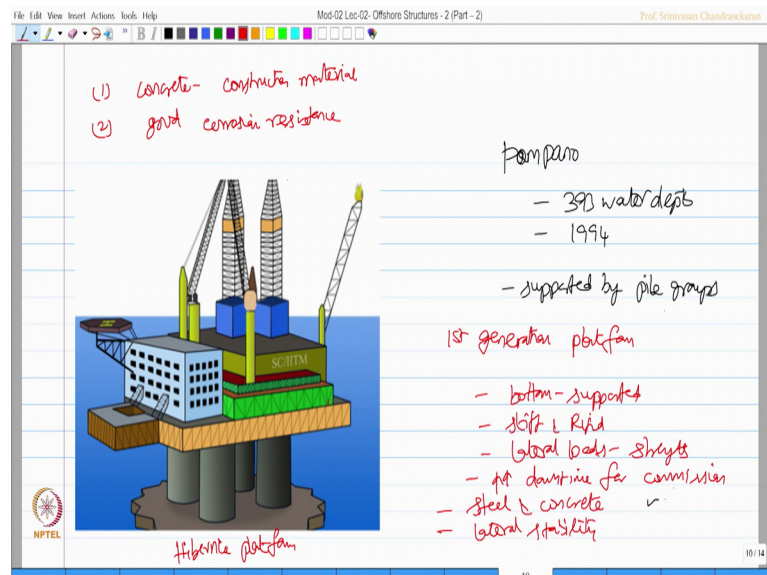 File Edit View Insert Actions Tools Help
Mod-02 Lec-02- Offshore Structures - 2 (Part – 2)
Prof. Srinivasan Chandrasekaran
B I
(1) concrete - construction material
(2) good corrosion resistance
SC/IITM
Hibernia platform
pompano
- 393 water depts
- 1994
- supported by pile groups
1st generation platform
- bottom-supported
- stiff & Rigid
- lateral loads - strengts
- downtime for commission
- steel & concrete
- lateral stability
NPTEL
10 / 14